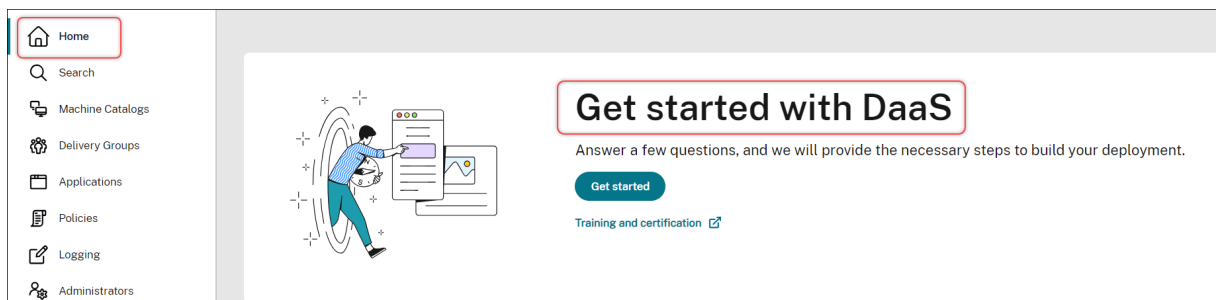 Home
Search
Machine Catalogs
Delivery Groups
Applications
Policies
Logging
Administrators
Get started with DaaS
Answer a few questions, and we will provide the necessary steps to build your deployment.
Get started
Training and certification